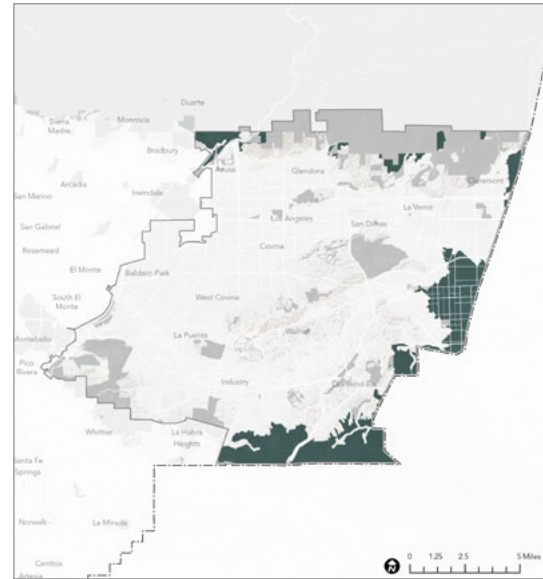 Duarte
Sierra
Madre
Monrovia
Bradbury
Azusa
Glendora
Claremont
Arcadia
Irwindale
San Marino
La Verne
Los Angeles
San Dimas
San Gabriel
Covina
Rosemead
El Monte
Baldwin Park
South El
Monte
West Covina
Montebello
La Puente
Walnut
Pico
Rivera
Industry
Whittier
La Habra
Heights
Santa Fe
Springs
Norwalk
La Mirada
Cerritos
Artesia
N
0 1.25 2.5 5 Miles